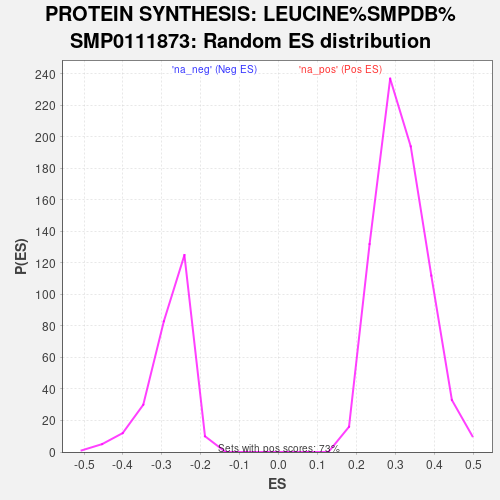 PROTEIN SYNTHESIS: LEUCINE%SMPDB%
SMP0111873: Random ES distribution
'na_neg' (Neg ES) 'na_pos' (Pos ES)
240
220
200
180
160
140
120
100
80
60
40
20
0
P(ES)
Sets with pos scores: 73%
-0.5 -0.4 -0.3 -0.2 -0.1 0.0 0.1 0.2 0.3 0.4 0.5
ES